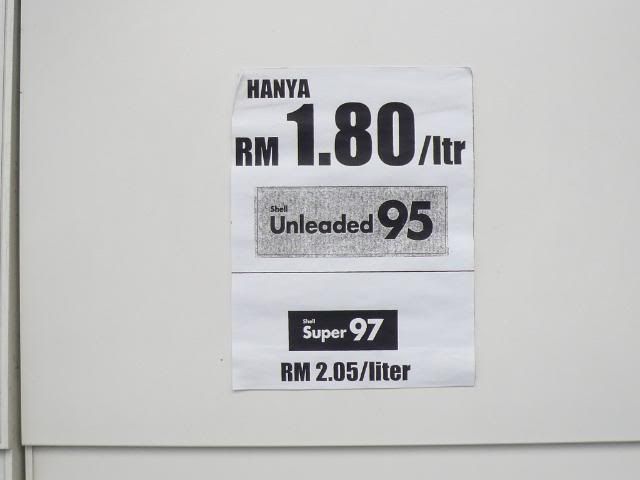 HANYA
RM 1.80/ltr
Shell
Unleaded 95
Shell
Super 97
RM 2.05/liter